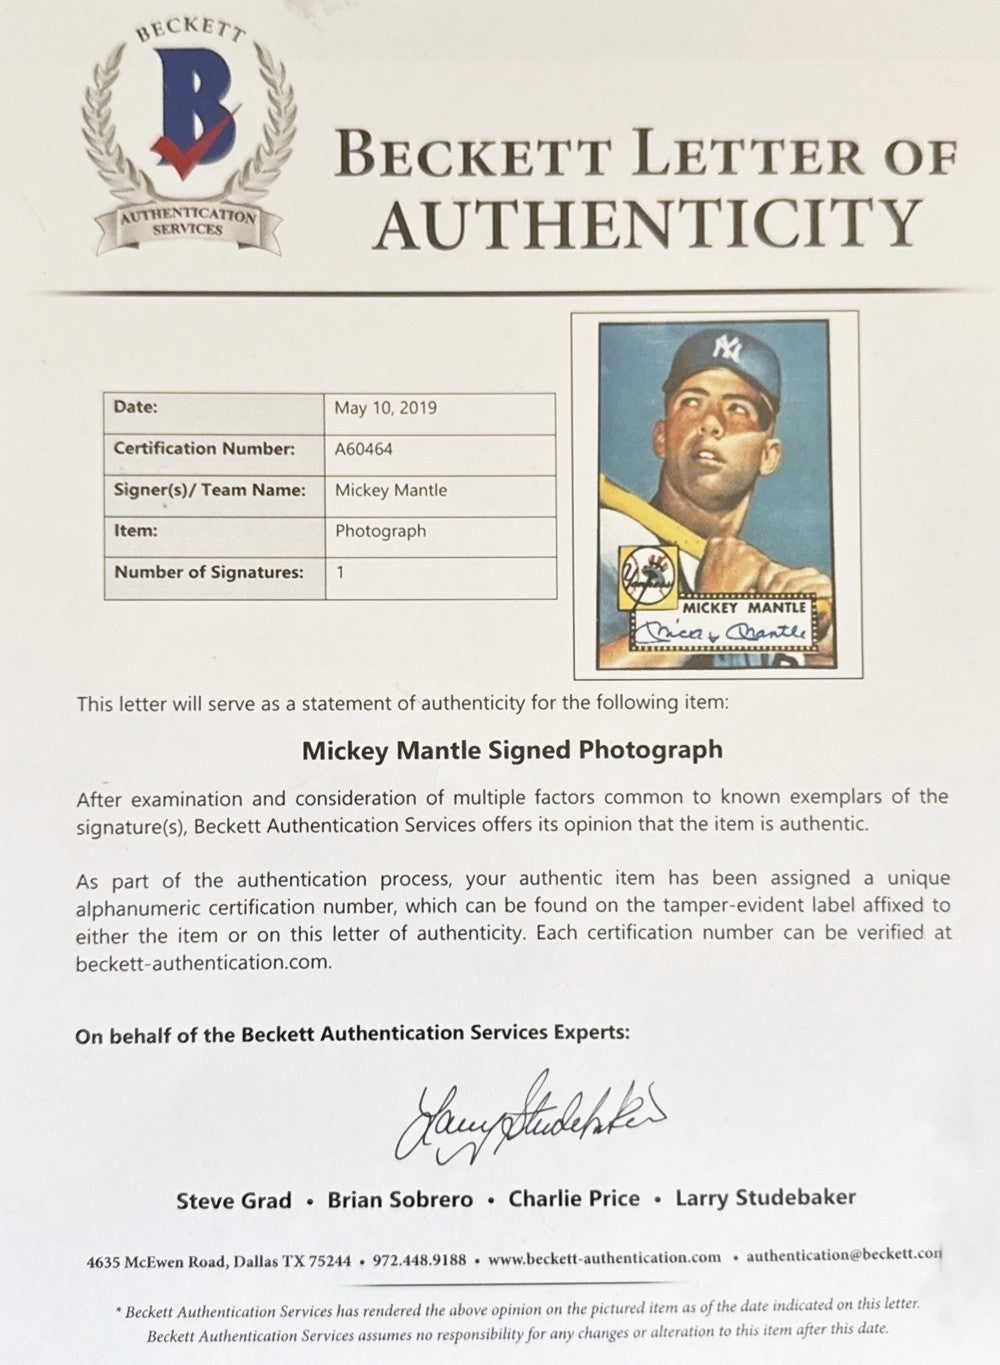 BECKETT
B
AUTHENTICATION
SERVICES
BECKETT LETTER OF
AUTHENTICITY
Date: May 10, 2019
Certification Number: A60464
Signer(s)/ Team Name: Mickey Mantle
Item: Photograph
Number of Signatures: 1
NY
Yankees
MICKEY MANTLE
Mickey Mantle
This letter will serve as a statement of authenticity for the following item:
Mickey Mantle Signed Photograph
After examination and consideration of multiple factors common to known exemplars of the
signature(s), Beckett Authentication Services offers its opinion that the item is authentic.
As part of the authentication process, your authentic item has been assigned a unique
alphanumeric certification number, which can be found on the tamper-evident label affixed to
either the item or on this letter of authenticity. Each certification number can be verified at
beckett-authentication.com.
On behalf of the Beckett Authentication Services Experts:
Larry Studebaker
Steve Grad • Brian Sobrero • Charlie Price • Larry Studebaker
4635 McEwen Road, Dallas TX 75244 • 972.448.9188 • www.beckett-authentication.com • authentication@beckett.com
* Beckett Authentication Services has rendered the above opinion on the pictured item as of the date indicated on this letter.
Beckett Authentication Services assumes no responsibility for any changes or alteration to this item after this date.